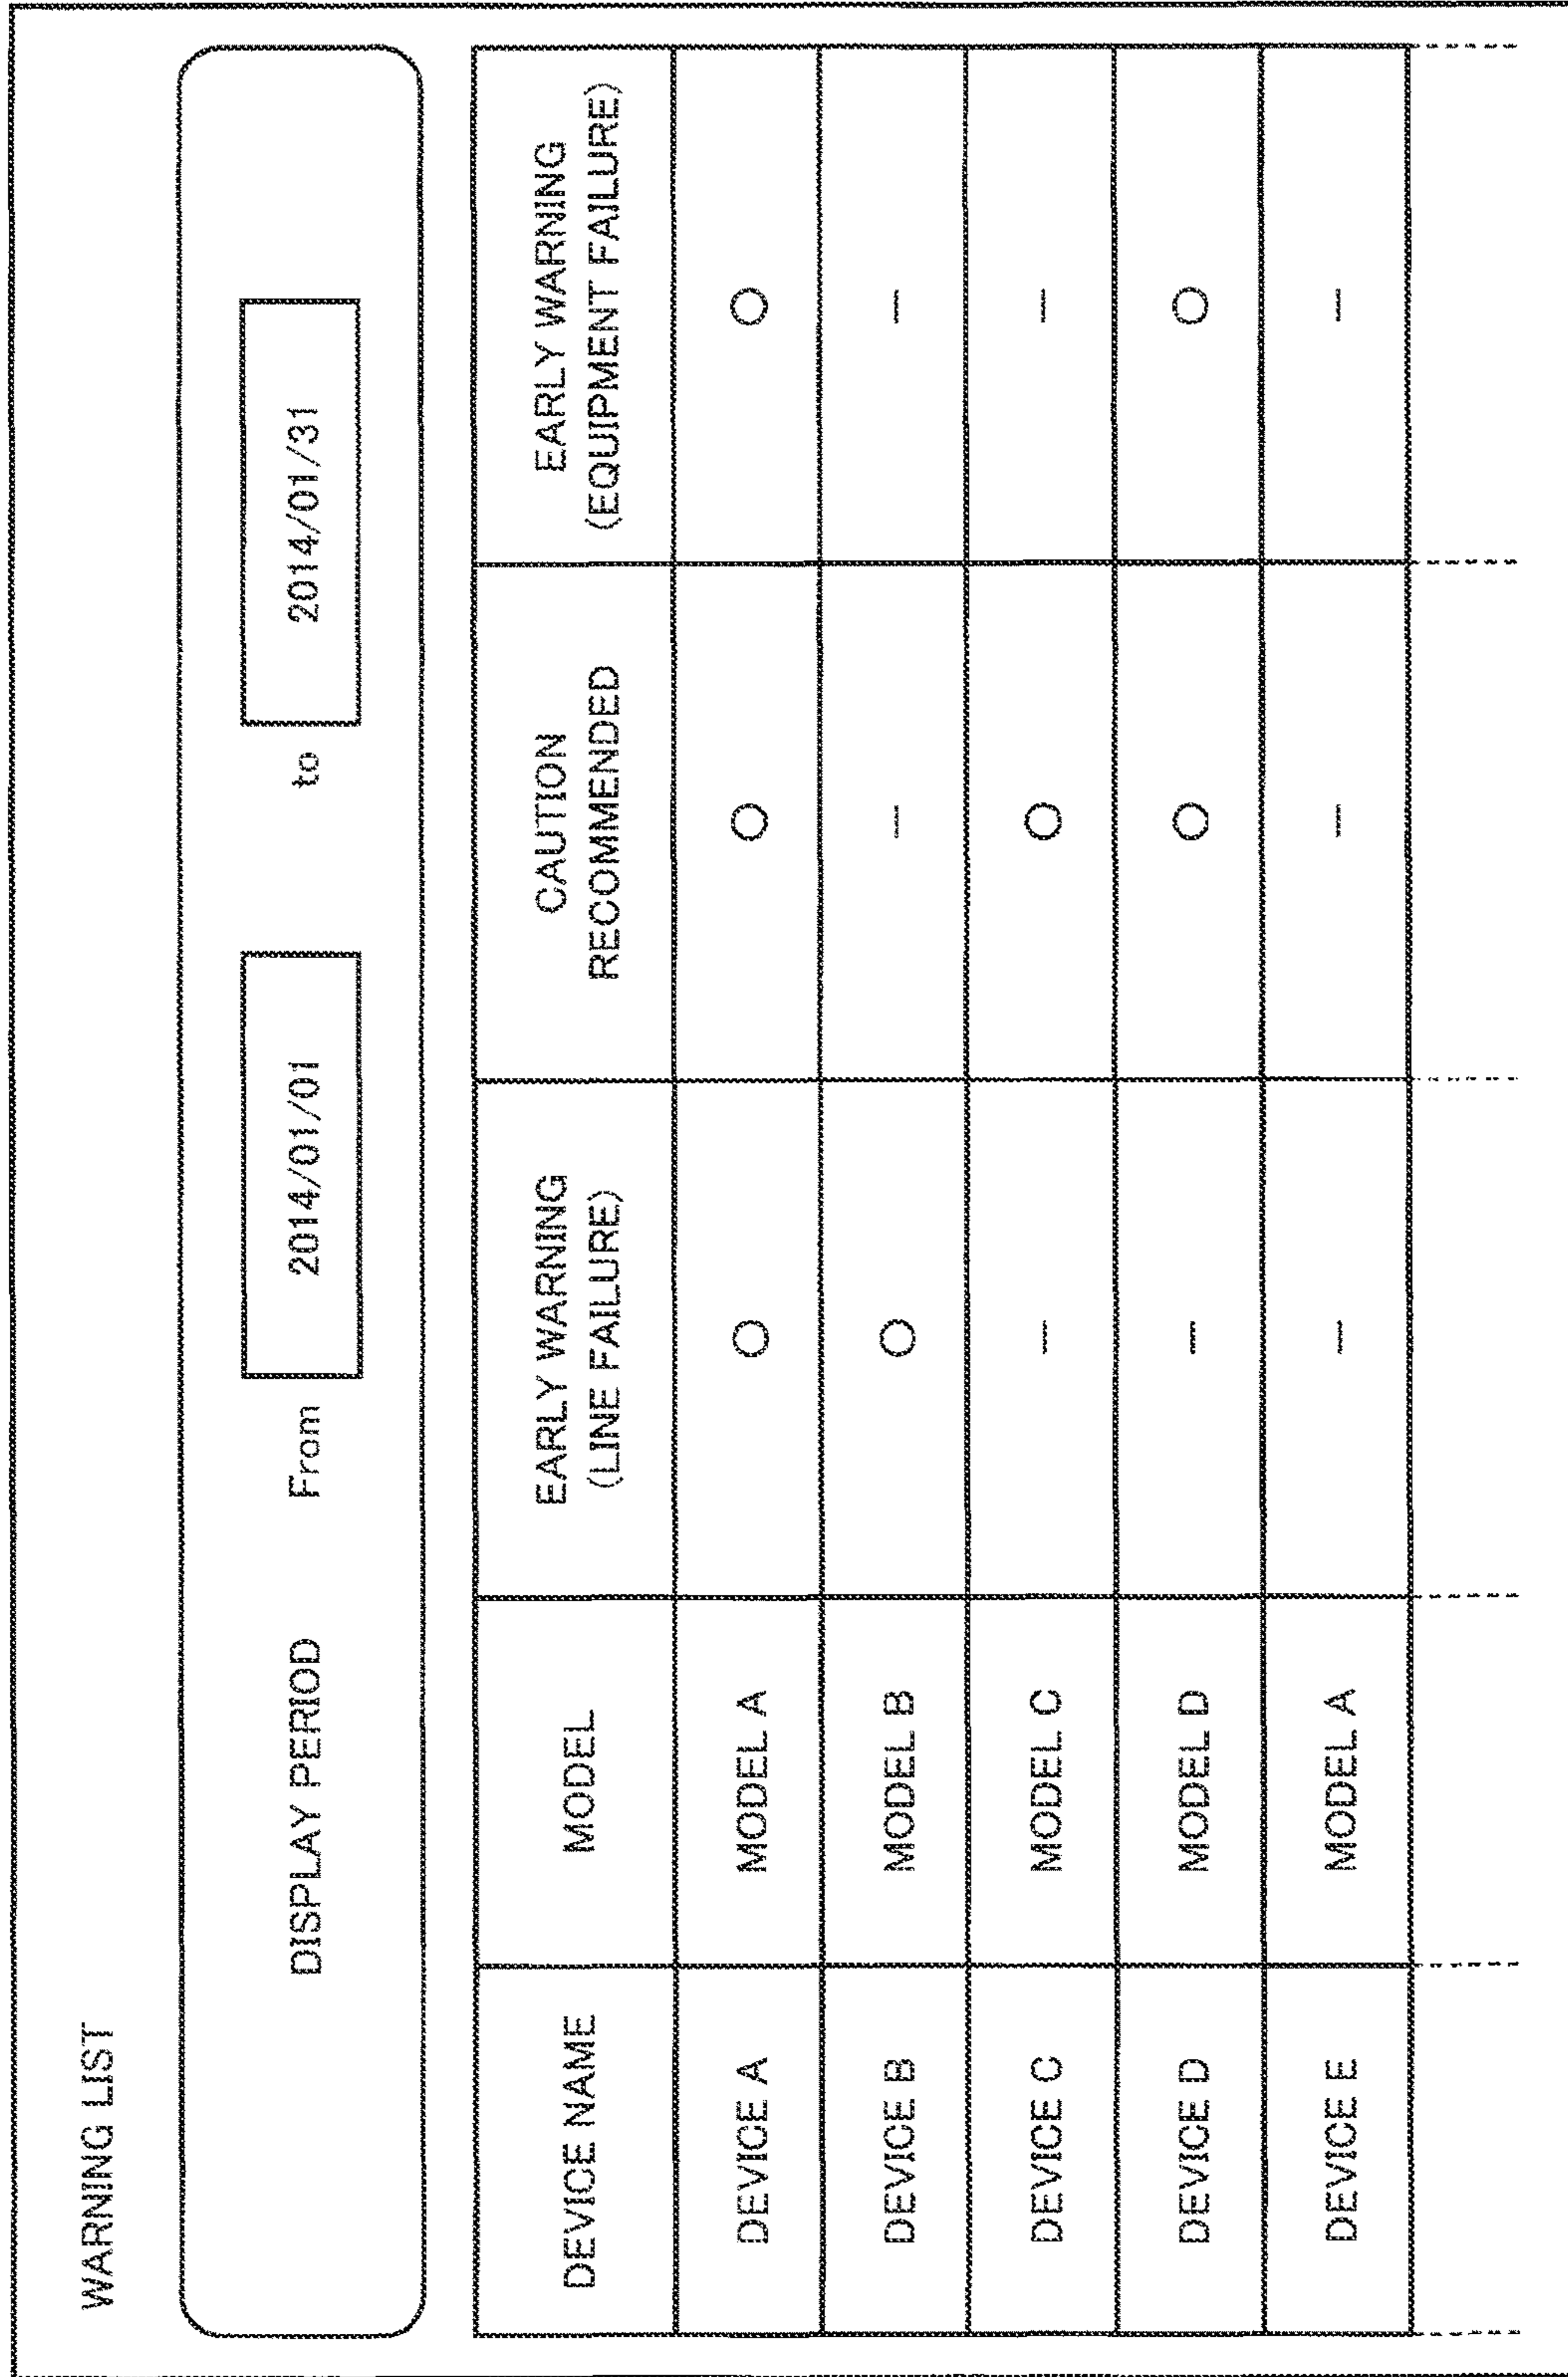 WARNING LIST
DISPLAY PERIOD From 2014/01/01 to 2014/01/31
DEVICE NAME MODEL EARLY WARNING (LINE FAILURE) CAUTION RECOMMENDED EARLY WARNING (EQUIPMENT FAILURE)
DEVICE A MODEL A ○ ○ ○
DEVICE B MODEL B ○ — —
DEVICE C MODEL C — ○ —
DEVICE D MODEL D — ○ ○
DEVICE E MODEL A — — —